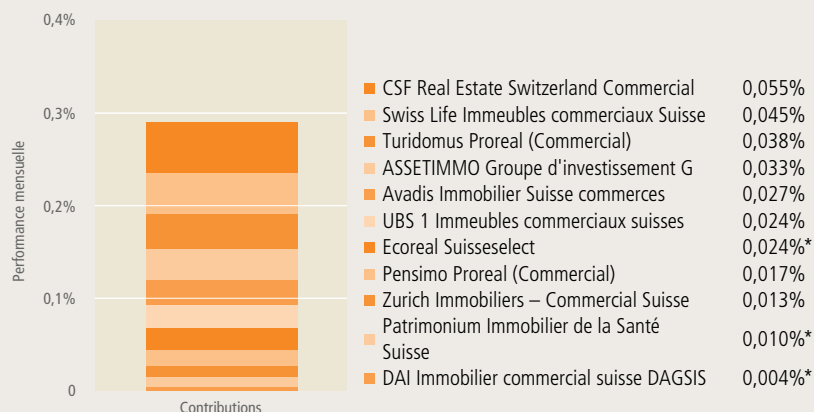 0,4%
0,3%
0,2%
0,1%
0
Performance mensuelle
Contributions
CSF Real Estate Switzerland Commercial 0,055%
Swiss Life Immeubles commerciaux Suisse 0,045%
Turidomus Proreal (Commercial) 0,038%
ASSETIMMO Groupe d'investissement G 0,033%
Avadis Immobilier Suisse commerces 0,027%
UBS 1 Immeubles commerciaux suisses 0,024%
Ecoreal Suisseselect 0,024%*
Pensimo Proreal (Commercial) 0,017%
Zurich Immobiliers – Commercial Suisse 0,013%
Patrimonium Immobilier de la Santé
Suisse 0,010%*
DAI Immobilier commercial suisse DAGSIS 0,004%*